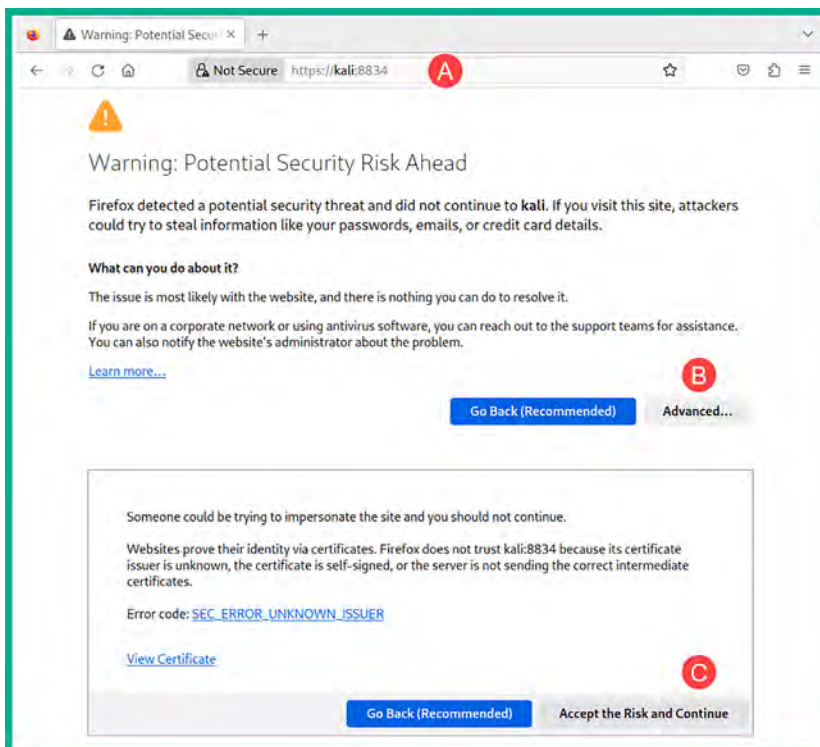 Warning: Potential Secur
Not Secure https://kali:8834 A
Warning: Potential Security Risk Ahead
Firefox detected a potential security threat and did not continue to kali. If you visit this site, attackers
could try to steal information like your passwords, emails, or credit card details.
What can you do about it?
The issue is most likely with the website, and there is nothing you can do to resolve it.
If you are on a corporate network or using antivirus software, you can reach out to the support teams for assistance.
You can also notify the website's administrator about the problem.
Learn more...
B
Go Back (Recommended) Advanced...
Someone could be trying to impersonate the site and you should not continue.
Websites prove their identity via certificates. Firefox does not trust kali:8834 because its certificate
issuer is unknown, the certificate is self-signed, or the server is not sending the correct intermediate
certificates.
Error code: SEC_ERROR_UNKNOWN_ISSUER
View Certificate
C
Go Back (Recommended) Accept the Risk and Continue